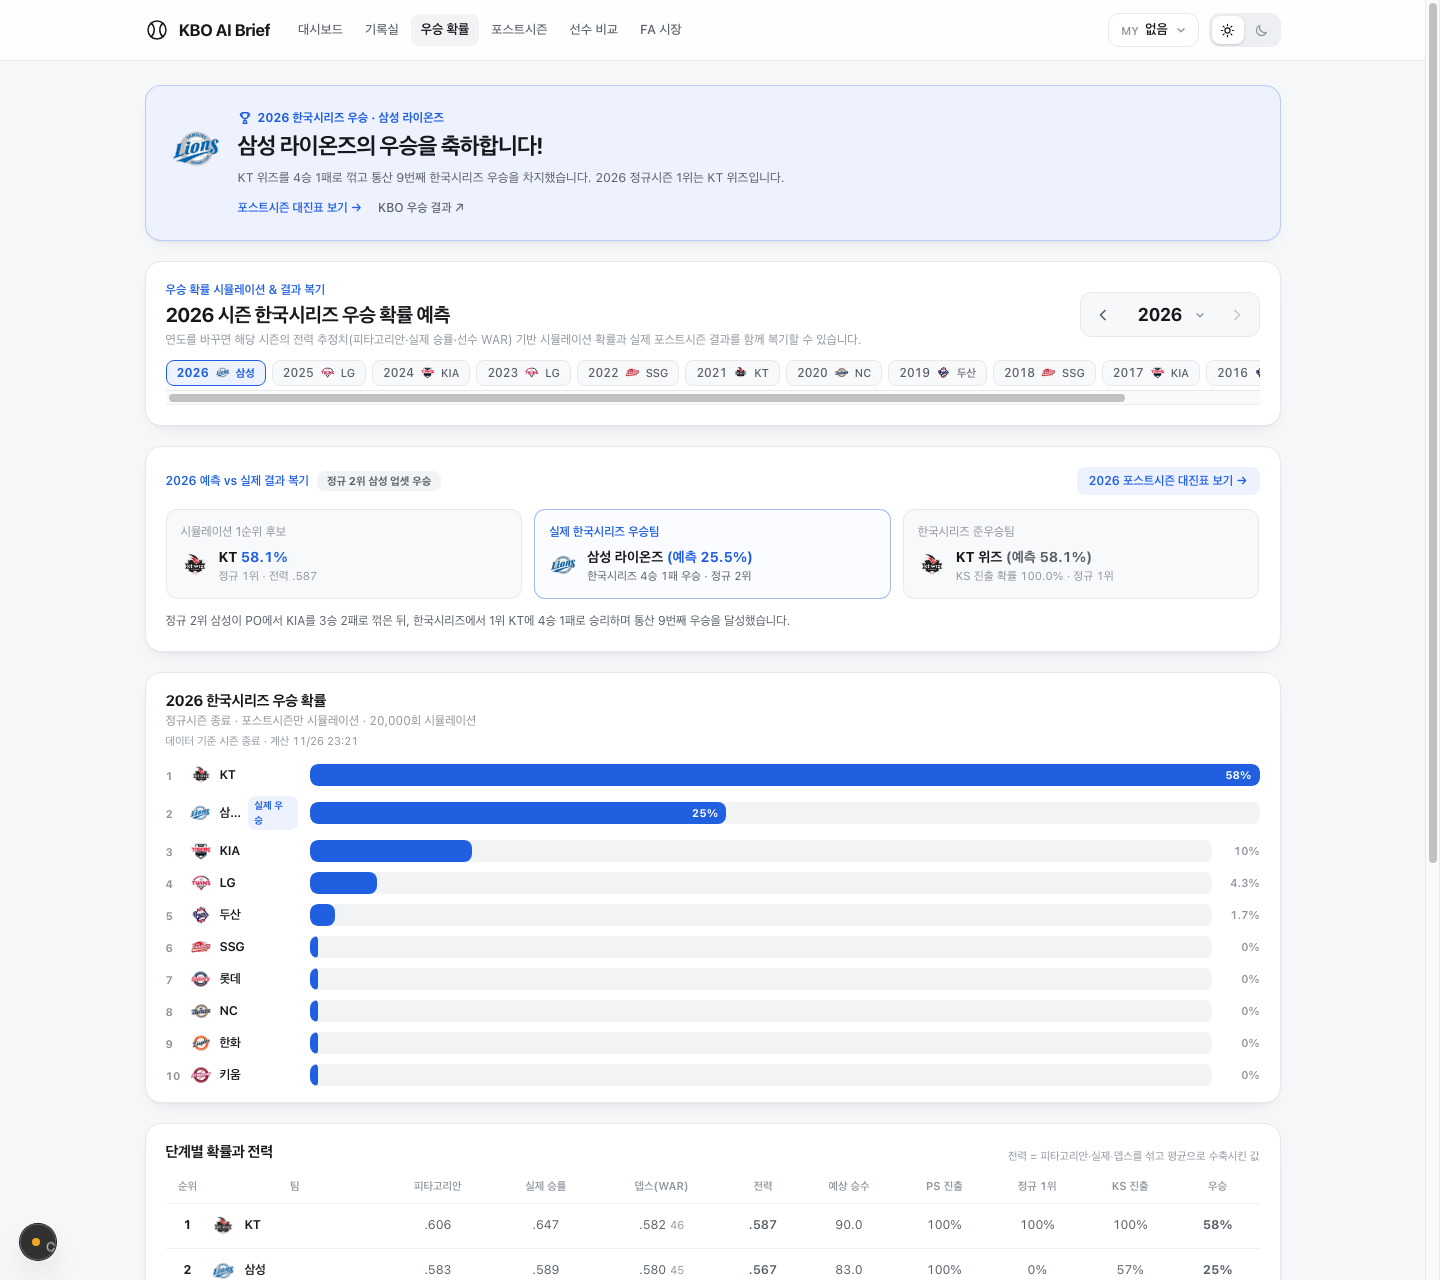 KBO AI Brief 대시보드 기록실 우승 확률 포스트시즌 선수 비교 FA 시장 MY 없음
2026 한국시리즈 우승 · 삼성 라이온즈
삼성 라이온즈의 우승을 축하합니다!
KT 위즈를 4승 1패로 꺾고 통산 9번째 한국시리즈 우승을 차지했습니다. 2026 정규시즌 1위는 KT 위즈입니다.
포스트시즌 대진표 보기 → KBO 우승 결과 ↗
우승 확률 시뮬레이션 & 결과 복기
2026 시즌 한국시리즈 우승 확률 예측
2026
연도를 바꾸면 해당 시즌의 전력 추정치(피타고리안·실제 승률·선수 WAR) 기반 시뮬레이션 확률과 실제 포스트시즌 결과를 함께 복기할 수 있습니다.
2026 삼성 2025 LG 2024 KIA 2023 LG 2022 SSG 2021 KT 2020 NC 2019 두산 2018 SSG 2017 KIA 2016
2026 예측 vs 실제 결과 복기 정규 2위 삼성 업셋 우승 2026 포스트시즌 대진표 보기 →
시뮬레이션 1순위 후보
KT 58.1%
정규 1위 · 전력 .587
실제 한국시리즈 우승팀
삼성 라이온즈 (예측 25.5%)
한국시리즈 4승 1패 우승 · 정규 2위
한국시리즈 준우승팀
KT 위즈 (예측 58.1%)
KS 진출 확률 100.0% · 정규 1위
정규 2위 삼성이 PO에서 KIA를 3승 2패로 꺾은 뒤, 한국시리즈에서 1위 KT에 4승 1패로 승리하며 통산 9번째 우승을 달성했습니다.
2026 한국시리즈 우승 확률
정규시즌 종료 · 포스트시즌만 시뮬레이션 · 20,000회 시뮬레이션
데이터 기준 시즌 종료 · 계산 11/26 23:21
1 KT 58%
2 삼... 실제 우승 25%
3 KIA 10%
4 LG 4.3%
5 두산 1.7%
6 SSG 0%
7 롯데 0%
8 NC 0%
9 한화 0%
10 키움 0%
단계별 확률과 전력
전력 = 피타고리안·실제·뎁스를 섞고 평균으로 수축시킨 값
순위 팀 피타고리안 실제 승률 뎁스(WAR) 전력 예상 승수 PS 진출 정규 1위 KS 진출 우승
1 KT .606 .647 .582 46 .587 90.0 100% 100% 100% 58%
2 삼성 .583 .589 .580 45 .567 83.0 100% 0% 57% 25%